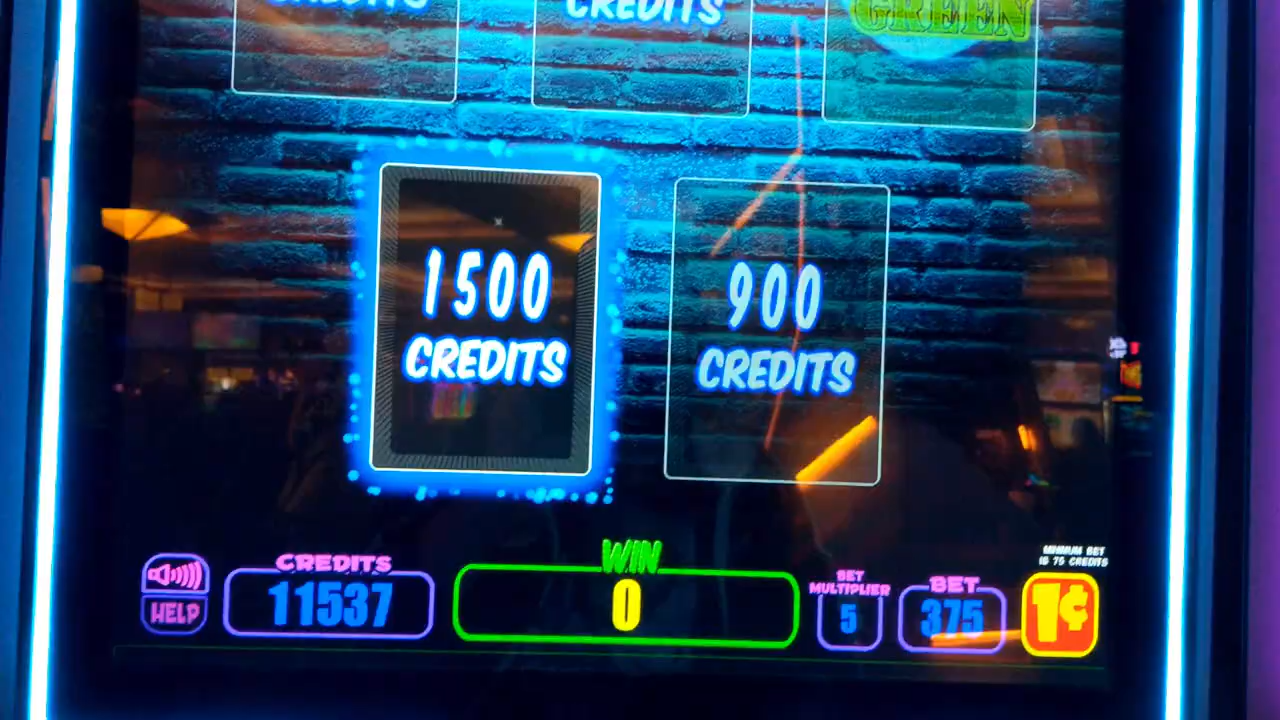 CREDITS
CREDITS
GREEN
1500
CREDITS
900
CREDITS
HELP
CREDITS
11537
WIN
0
BET
MULTIPLIER
5
BET
375
MINIMUM BET
IS 75 CREDITS
1¢